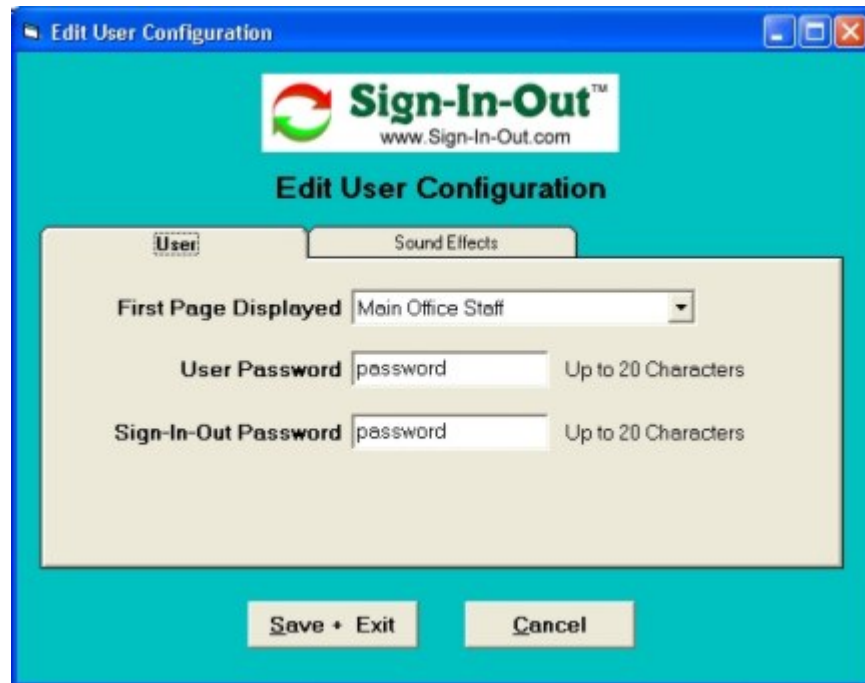 Edit User Configuration
Sign-In-Out™
www.Sign-In-Out.com
Edit User Configuration
User Sound Effects
First Page Displayed Main Office Staff
User Password password Up to 20 Characters
Sign-In-Out Password password Up to 20 Characters
Save + Exit Cancel